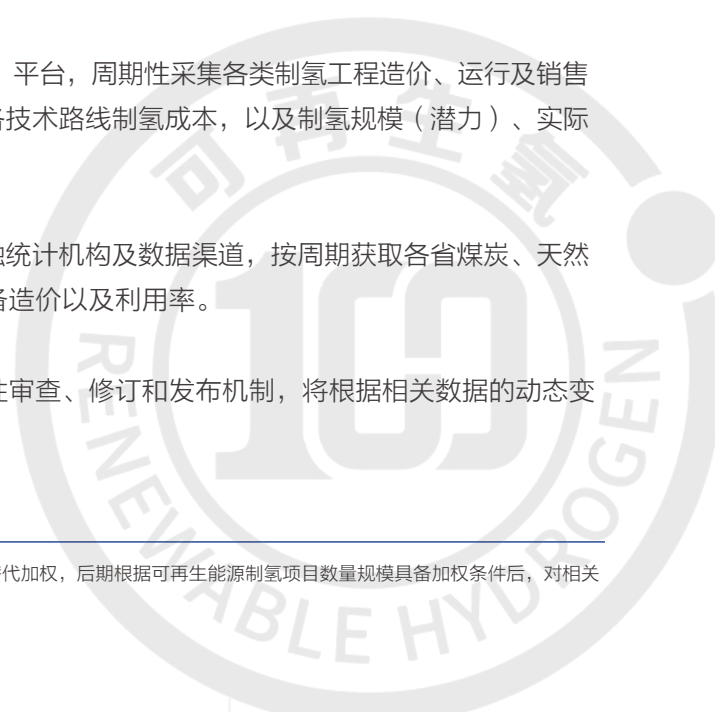 平台，周期性采集各类制氢工程造价、运行及销售
技术路线制氢成本，以及制氢规模（潜力）、实际
统计机构及数据渠道，按周期获取各省煤炭、天然
造价以及利用率。
审查、修订和发布机制，将根据相关数据的动态变
代加权，后期根据可再生能源制氢项目数量规模具备加权条件后，对相关
可再生氢
100
RENEWABLE HYDROGEN